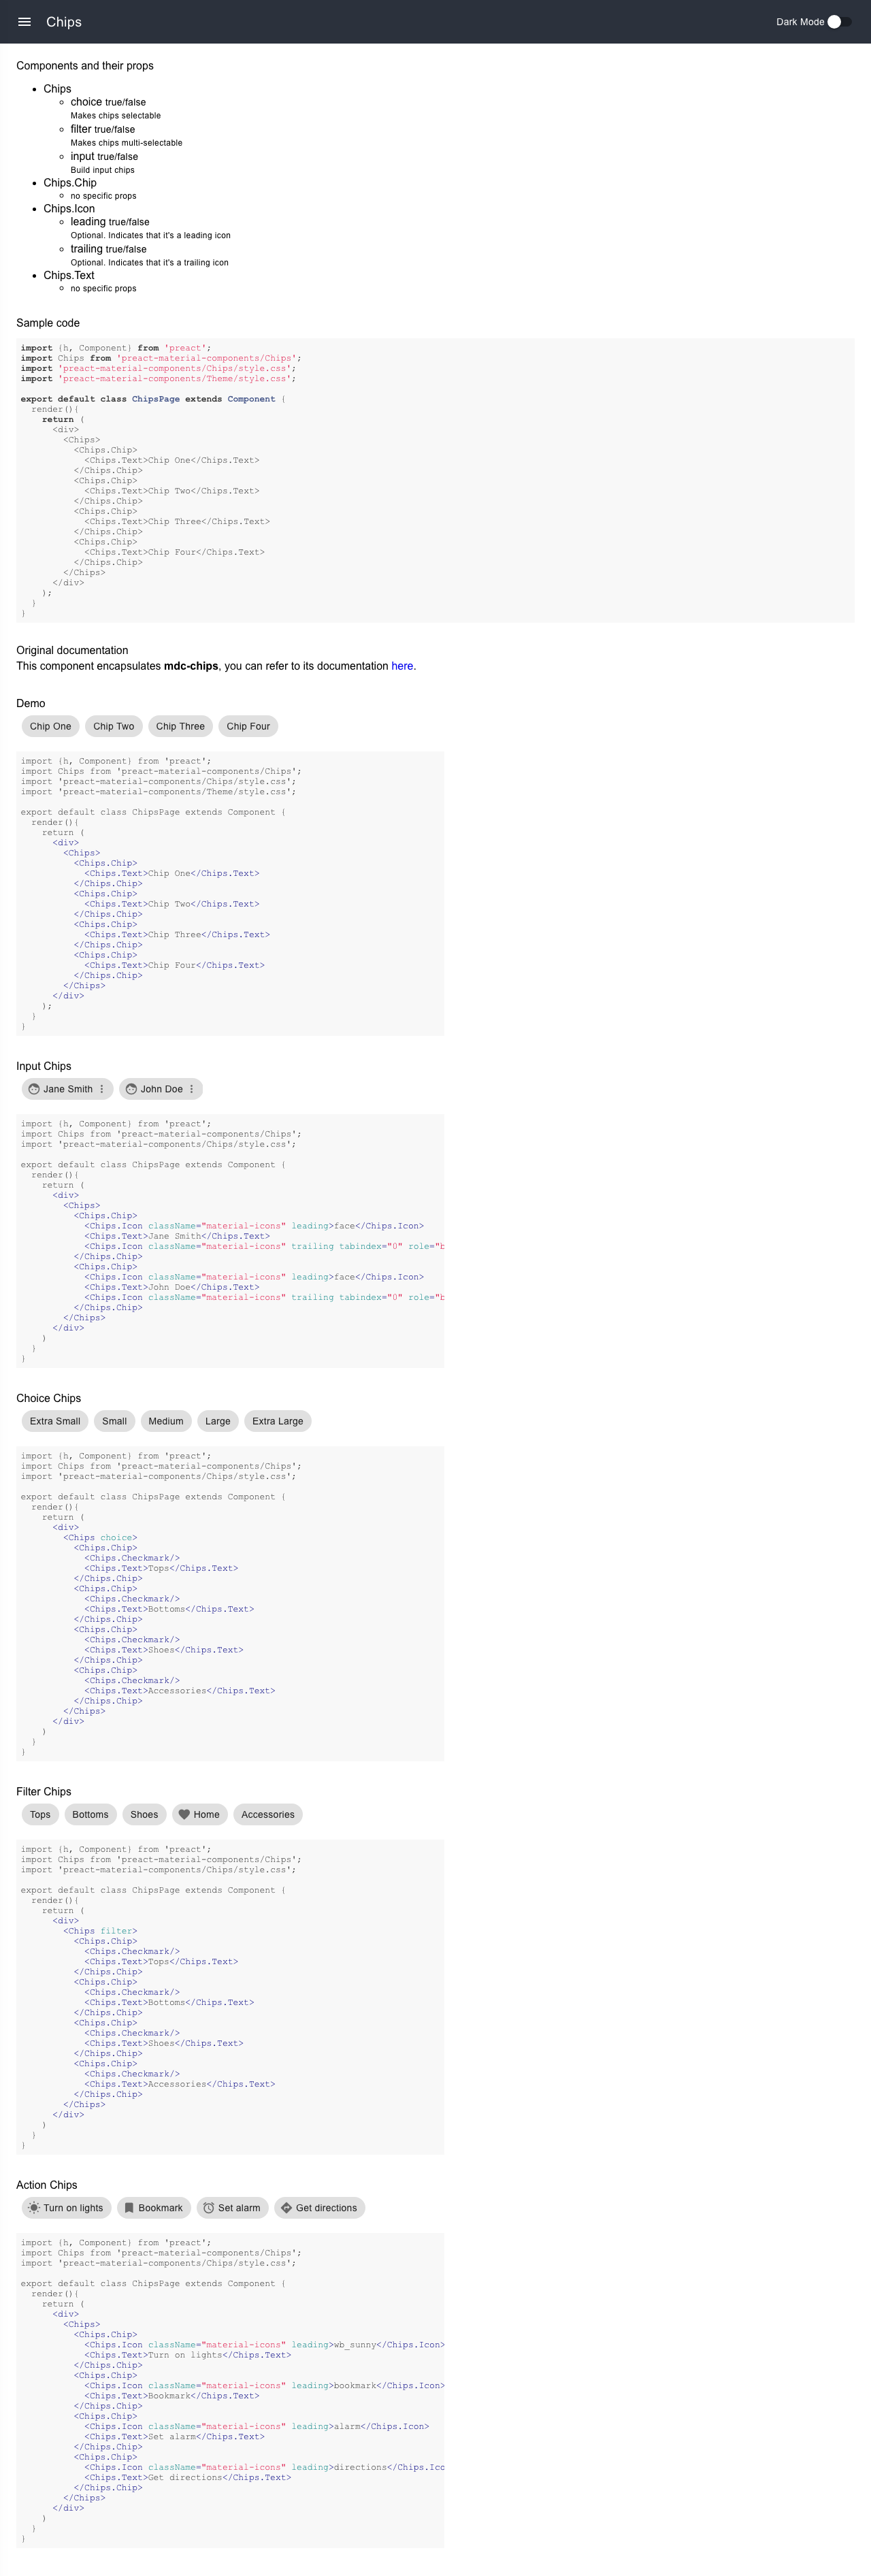 Chips
Dark Mode
Components and their props
Chips
choice true/false
Makes chips selectable
filter true/false
Makes chips multi-selectable
input true/false
Build input chips
Chips.Chip
no specific props
Chips.Icon
leading true/false
Optional. Indicates that it's a leading icon
trailing true/false
Optional. Indicates that it's a trailing icon
Chips.Text
no specific props
Sample code
import {h, Component} from 'preact';
import Chips from 'preact-material-components/Chips';
import 'preact-material-components/Chips/style.css';
import 'preact-material-components/Theme/style.css';
export default class ChipsPage extends Component {
render(){
return (
<div>
<Chips>
<Chips.Chip>
<Chips.Text>Chip One</Chips.Text>
</Chips.Chip>
<Chips.Chip>
<Chips.Text>Chip Two</Chips.Text>
</Chips.Chip>
<Chips.Chip>
<Chips.Text>Chip Three</Chips.Text>
</Chips.Chip>
<Chips.Chip>
<Chips.Text>Chip Four</Chips.Text>
</Chips.Chip>
</Chips>
</div>
);
}
}
Original documentation
This component encapsulates mdc-chips, you can refer to its documentation here.
Demo
Chip One Chip Two Chip Three Chip Four
import {h, Component} from 'preact';
import Chips from 'preact-material-components/Chips';
import 'preact-material-components/Chips/style.css';
import 'preact-material-components/Theme/style.css';
export default class ChipsPage extends Component {
render(){
return (
<div>
<Chips>
<Chips.Chip>
<Chips.Text>Chip One</Chips.Text>
</Chips.Chip>
<Chips.Chip>
<Chips.Text>Chip Two</Chips.Text>
</Chips.Chip>
<Chips.Chip>
<Chips.Text>Chip Three</Chips.Text>
</Chips.Chip>
<Chips.Chip>
<Chips.Text>Chip Four</Chips.Text>
</Chips.Chip>
</Chips>
</div>
);
}
}
Input Chips
Jane Smith John Doe
import {h, Component} from 'preact';
import Chips from 'preact-material-components/Chips';
import 'preact-material-components/Chips/style.css';
export default class ChipsPage extends Component {
render(){
return (
<div>
<Chips>
<Chips.Chip>
<Chips.Icon className="material-icons" leading>face</Chips.Icon>
<Chips.Text>Jane Smith</Chips.Text>
<Chips.Icon className="material-icons" trailing tabindex="0" role="b
</Chips.Chip>
<Chips.Chip>
<Chips.Icon className="material-icons" leading>face</Chips.Icon>
<Chips.Text>John Doe</Chips.Text>
<Chips.Icon className="material-icons" trailing tabindex="0" role="b
</Chips.Chip>
</Chips>
</div>
)
}
}
Choice Chips
Extra Small Small Medium Large Extra Large
import {h, Component} from 'preact';
import Chips from 'preact-material-components/Chips';
import 'preact-material-components/Chips/style.css';
export default class ChipsPage extends Component {
render(){
return (
<div>
<Chips choice>
<Chips.Chip>
<Chips.Checkmark/>
<Chips.Text>Tops</Chips.Text>
</Chips.Chip>
<Chips.Chip>
<Chips.Checkmark/>
<Chips.Text>Bottoms</Chips.Text>
</Chips.Chip>
<Chips.Chip>
<Chips.Checkmark/>
<Chips.Text>Shoes</Chips.Text>
</Chips.Chip>
<Chips.Chip>
<Chips.Checkmark/>
<Chips.Text>Accessories</Chips.Text>
</Chips.Chip>
</Chips>
</div>
)
}
}
Filter Chips
Tops Bottoms Shoes Home Accessories
import {h, Component} from 'preact';
import Chips from 'preact-material-components/Chips';
import 'preact-material-components/Chips/style.css';
export default class ChipsPage extends Component {
render(){
return (
<div>
<Chips filter>
<Chips.Chip>
<Chips.Checkmark/>
<Chips.Text>Tops</Chips.Text>
</Chips.Chip>
<Chips.Chip>
<Chips.Checkmark/>
<Chips.Text>Bottoms</Chips.Text>
</Chips.Chip>
<Chips.Chip>
<Chips.Checkmark/>
<Chips.Text>Shoes</Chips.Text>
</Chips.Chip>
<Chips.Chip>
<Chips.Checkmark/>
<Chips.Text>Accessories</Chips.Text>
</Chips.Chip>
</Chips>
</div>
)
}
}
Action Chips
Turn on lights Bookmark Set alarm Get directions
import {h, Component} from 'preact';
import Chips from 'preact-material-components/Chips';
import 'preact-material-components/Chips/style.css';
export default class ChipsPage extends Component {
render(){
return (
<div>
<Chips>
<Chips.Chip>
<Chips.Icon className="material-icons" leading>wb_sunny</Chips.Icon>
<Chips.Text>Turn on lights</Chips.Text>
</Chips.Chip>
<Chips.Chip>
<Chips.Icon className="material-icons" leading>bookmark</Chips.Icon>
<Chips.Text>Bookmark</Chips.Text>
</Chips.Chip>
<Chips.Chip>
<Chips.Icon className="material-icons" leading>alarm</Chips.Icon>
<Chips.Text>Set alarm</Chips.Text>
</Chips.Chip>
<Chips.Chip>
<Chips.Icon className="material-icons" leading>directions</Chips.Ico
<Chips.Text>Get directions</Chips.Text>
</Chips.Chip>
</Chips>
</div>
)
}
}